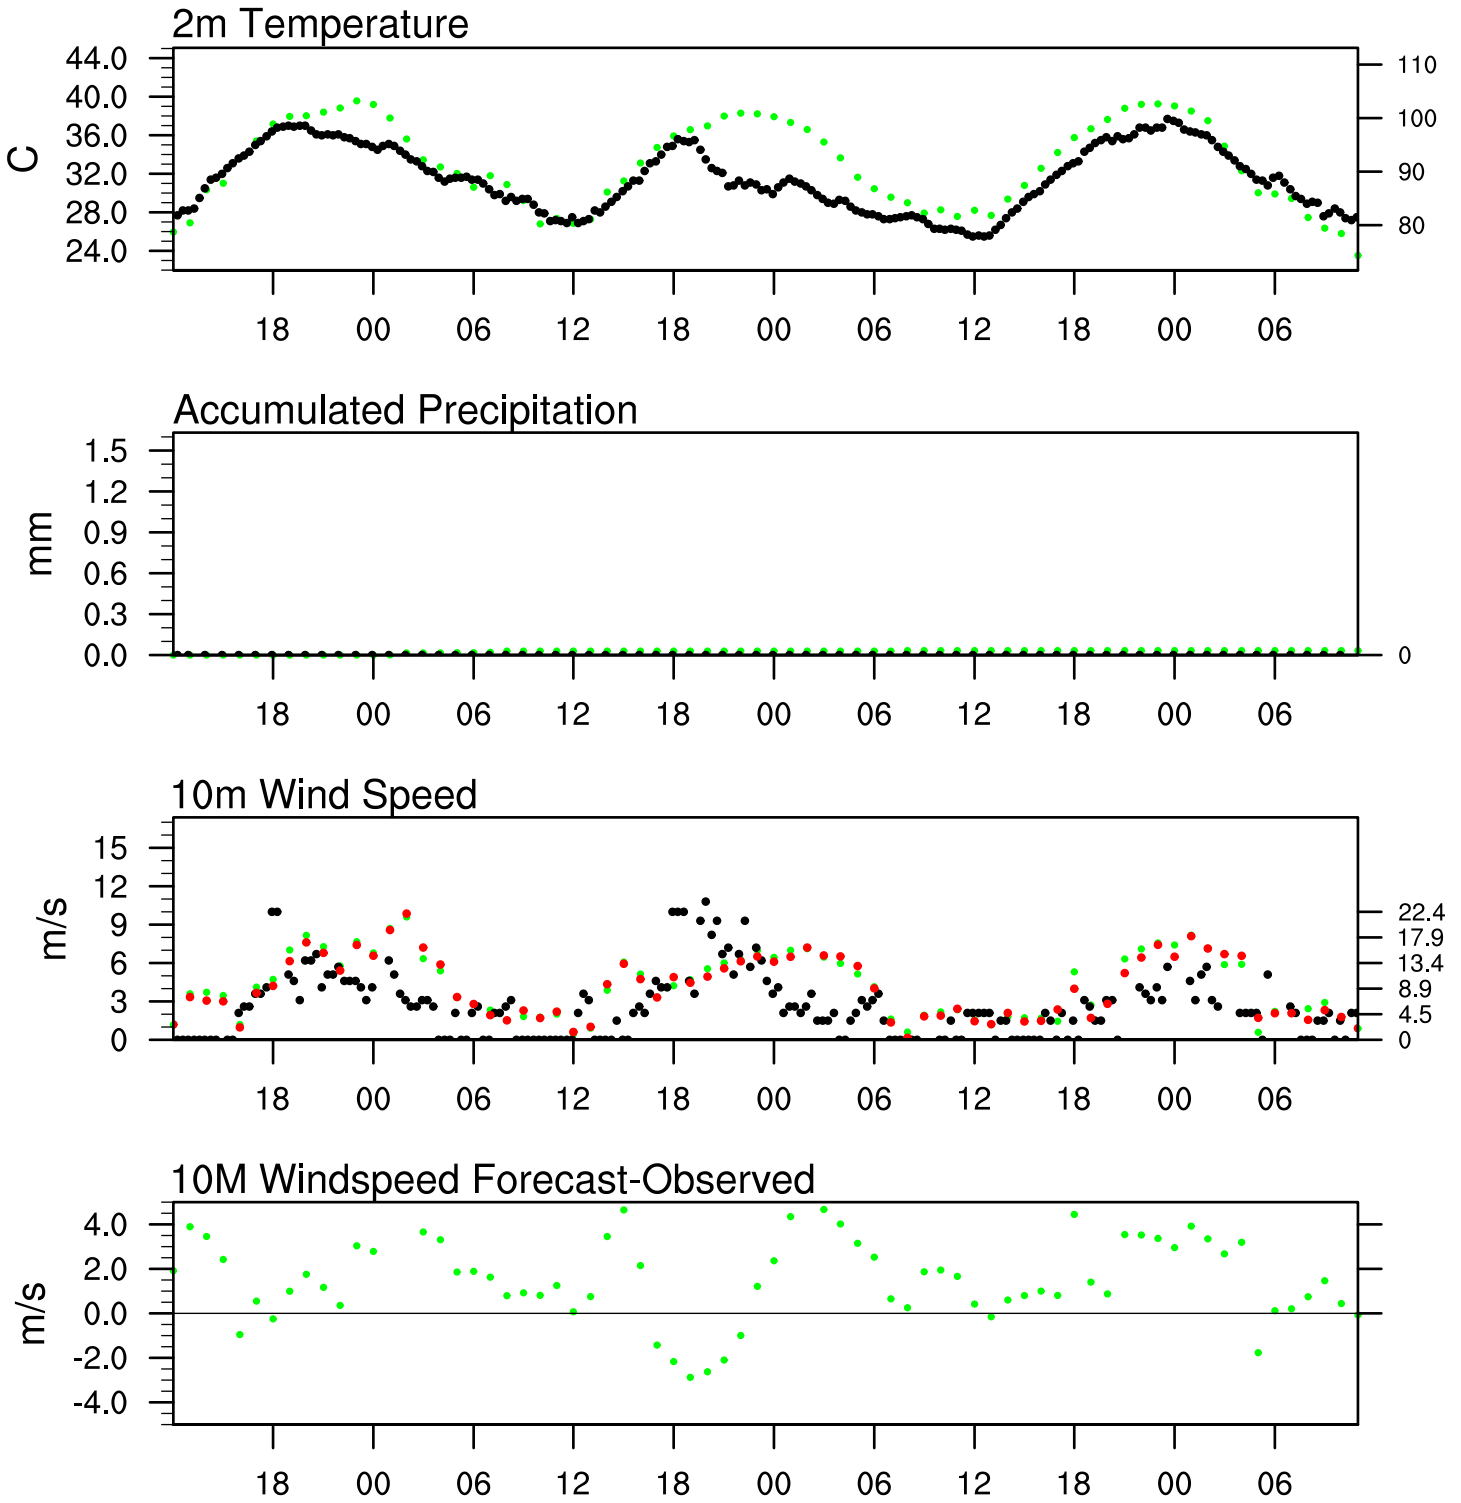 2m Temperature
44.0
40.0
36.0
32.0
28.0
24.0
C
110
100
90
80
18 00 06 12 18 00 06 12 18 00 06
Accumulated Precipitation
1.5
1.2
0.9
0.6
0.3
0.0
mm
0
18 00 06 12 18 00 06 12 18 00 06
10m Wind Speed
15
12
9
6
3
0
m/s
22.4
17.9
13.4
8.9
4.5
0
18 00 06 12 18 00 06 12 18 00 06
10M Windspeed Forecast-Observed
4.0
2.0
0.0
-2.0
-4.0
m/s
18 00 06 12 18 00 06 12 18 00 06